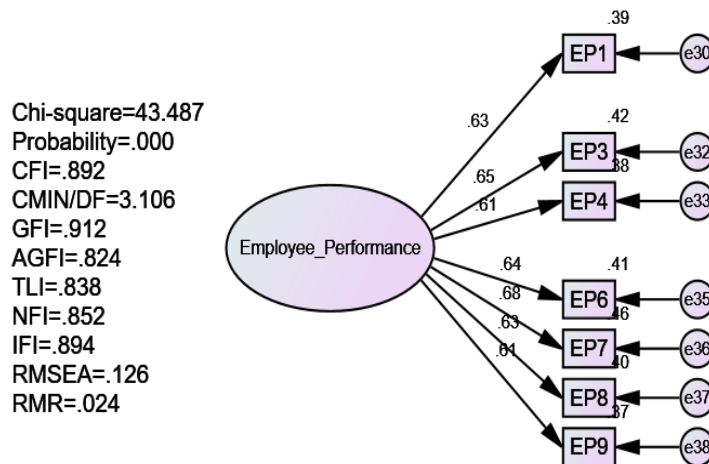 Chi-square=43.487
Probability=.000
CFI=.892
CMIN/DF=3.106
GFI=.912
AGFI=.824
TLI=.838
NFI=.852
IFI=.894
RMSEA=.126
RMR=.024
Employee_Performance
.39
EP1
e30
.63
.42
EP3
e32
.65
.38
EP4
e33
.61
.41
EP6
e35
.64
.46
EP7
e36
.68
.40
EP8
e37
.63
.37
EP9
e38
.61